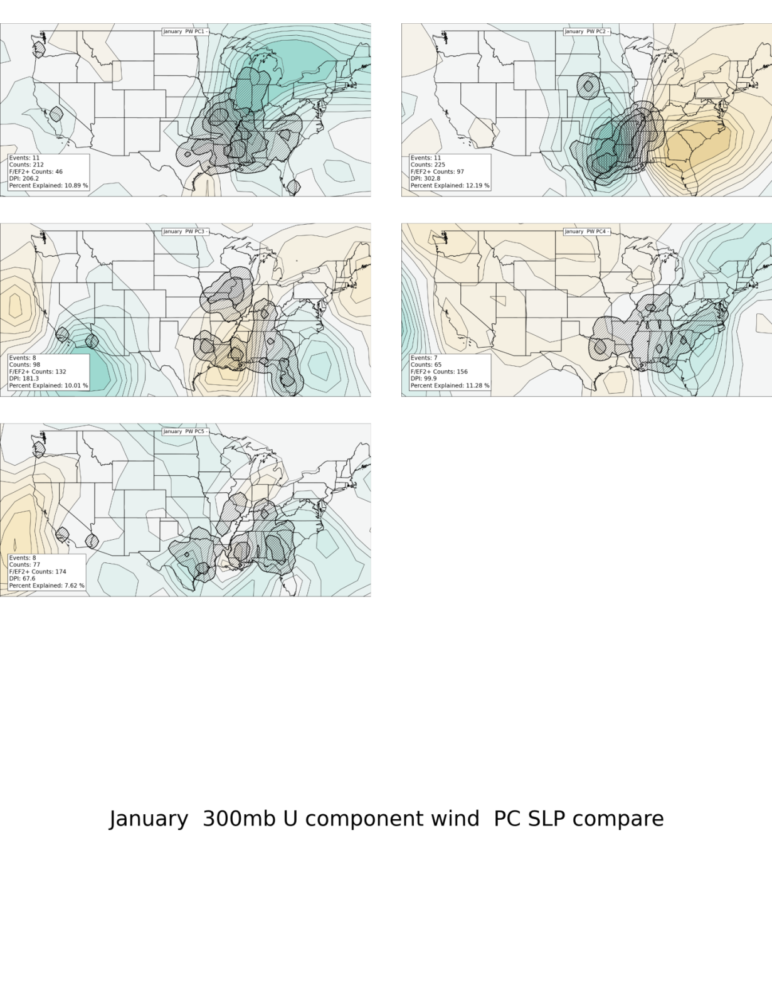 January  PW PC1 -
Events: 11
Counts: 212
F/EF2+ Counts: 46
DPI: 206.2
Percent Explained: 10.89 %
January  PW PC2 -
Events: 11
Counts: 225
F/EF2+ Counts: 97
DPI: 302.8
Percent Explained: 12.19 %
January  PW PC3 -
Events: 8
Counts: 98
F/EF2+ Counts: 132
DPI: 181.3
Percent Explained: 10.01 %
January  PW PC4 -
Events: 7
Counts: 65
F/EF2+ Counts: 156
DPI: 99.9
Percent Explained: 11.28 %
January  PW PC5 -
Events: 8
Counts: 77
F/EF2+ Counts: 174
DPI: 67.6
Percent Explained: 7.62 %
January  300mb U component wind  PC SLP compare